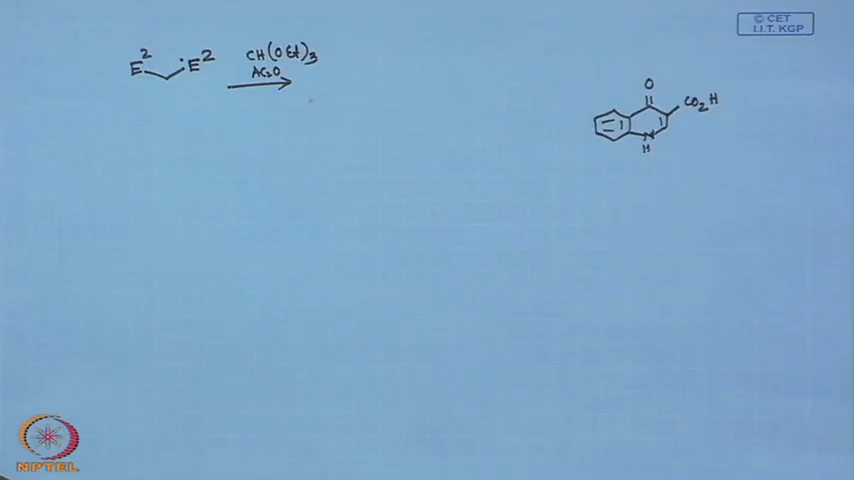 © CET
I.I.T. KGP
E² E² CH(OEt)₃
Ac₂O
O
CO₂H
N
H
NPTEL